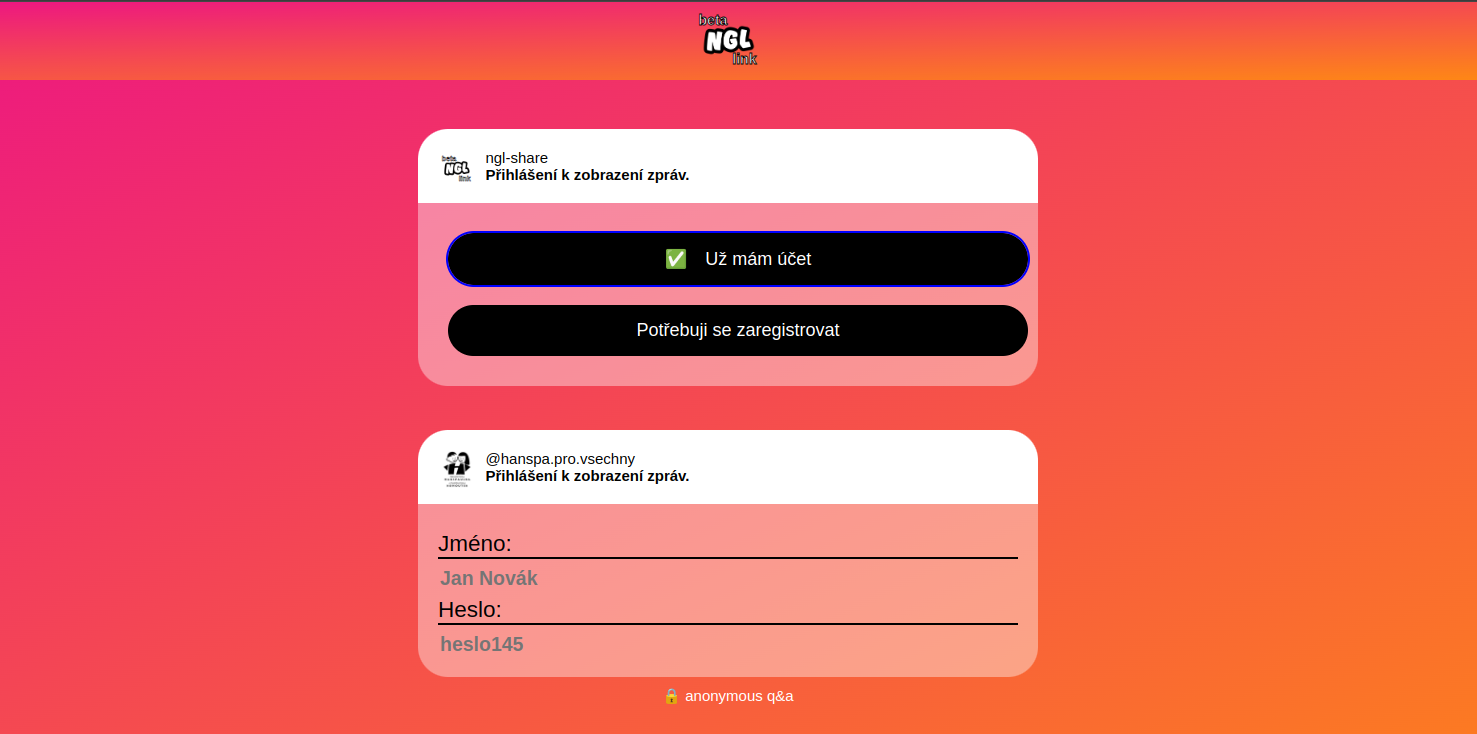 beta
NGL
link
beta
NGL
link
ngl-share
Přihlášení k zobrazení zpráv.
Už mám účet
Potřebuji se zaregistrovat
@hanspa.pro.vsechny
Přihlášení k zobrazení zpráv.
Jméno:
Jan Novák
Heslo:
heslo145
anonymous q&a